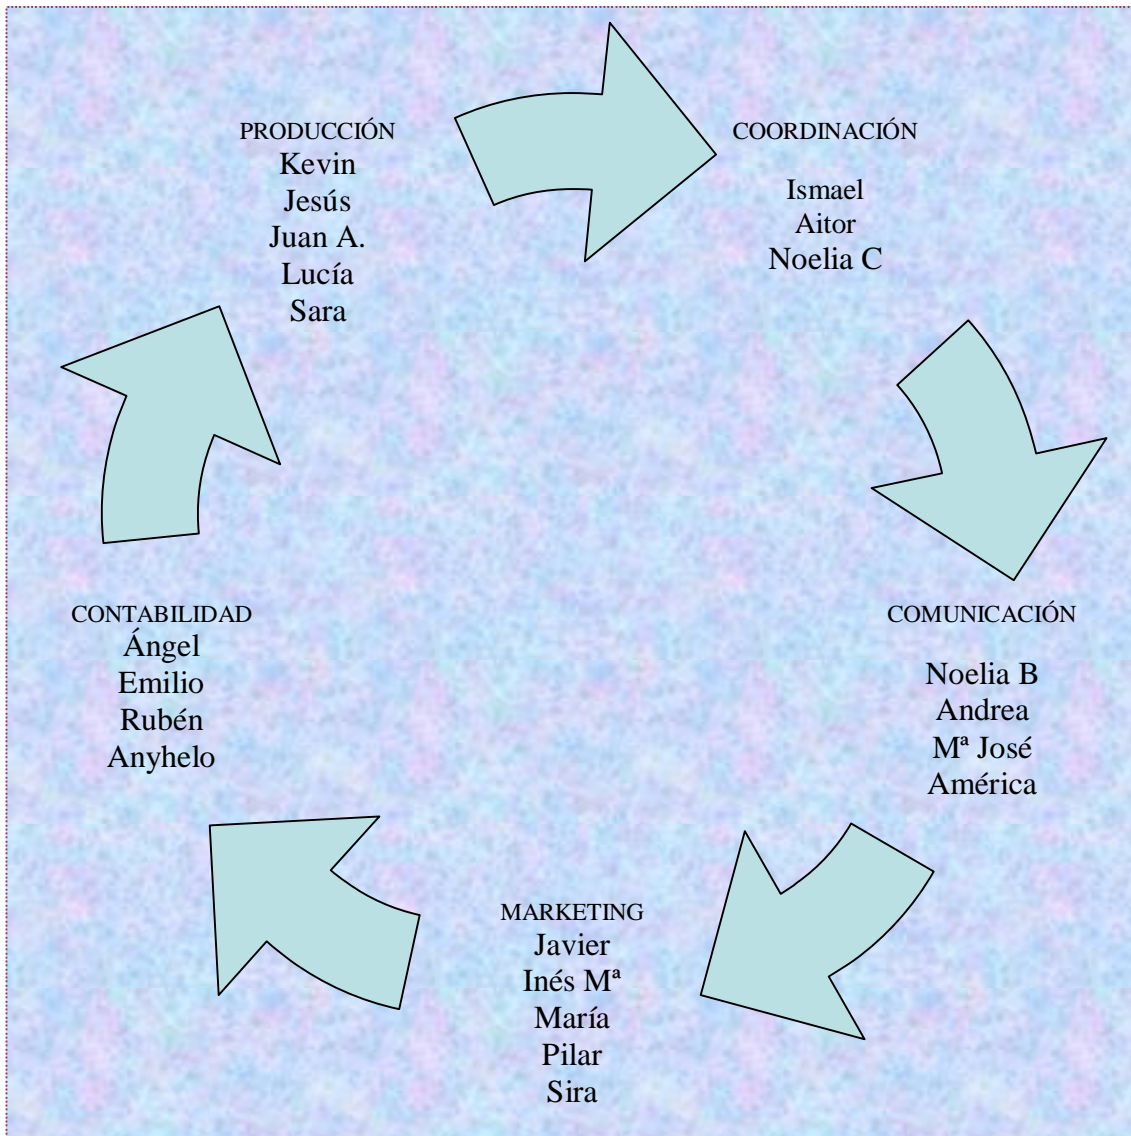 PRODUCCIÓN
Kevin
Jesús
Juan A.
Lucía
Sara
COORDINACIÓN
Ismael
Aitor
Noelia C
COMUNICACIÓN
Noelia B
Andrea
Mª José
América
MARKETING
Javier
Inés Mª
María
Pilar
Sira
CONTABILIDAD
Ángel
Emilio
Rubén
Anyhelo